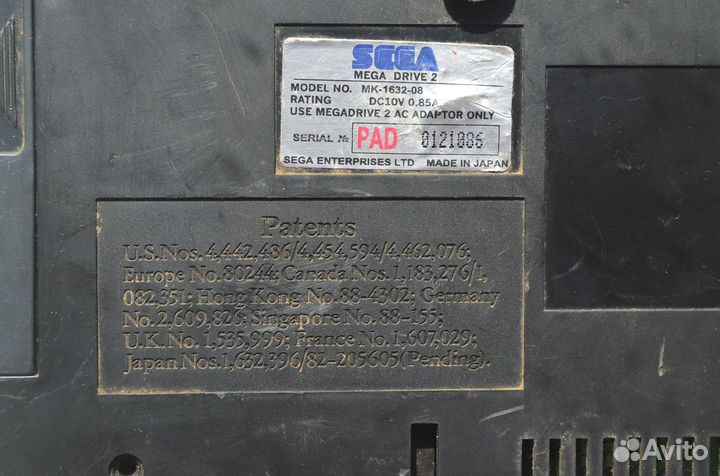 SEGA
MEGA DRIVE 2
MODEL NO. MK-1632-08
RATING DC10V 0.85A
USE MEGADRIVE 2 AC ADAPTOR ONLY
SERIAL № PAD 0121086
SEGA ENTERPRISES LTD MADE IN JAPAN
Patents
U.S. Nos. 4,442,486/4,454,594/4,462,076;
Europe No. 80244; Canada Nos. 1,183,276/1,
082,351; Hong Kong No. 88-4302; Germany
No. 2,609,826; Singapore No. 88-155;
U.K. No. 1,535,999; France No. 1,607,029;
Japan Nos. 1,632,396/82-205605 (Pending).
Avito